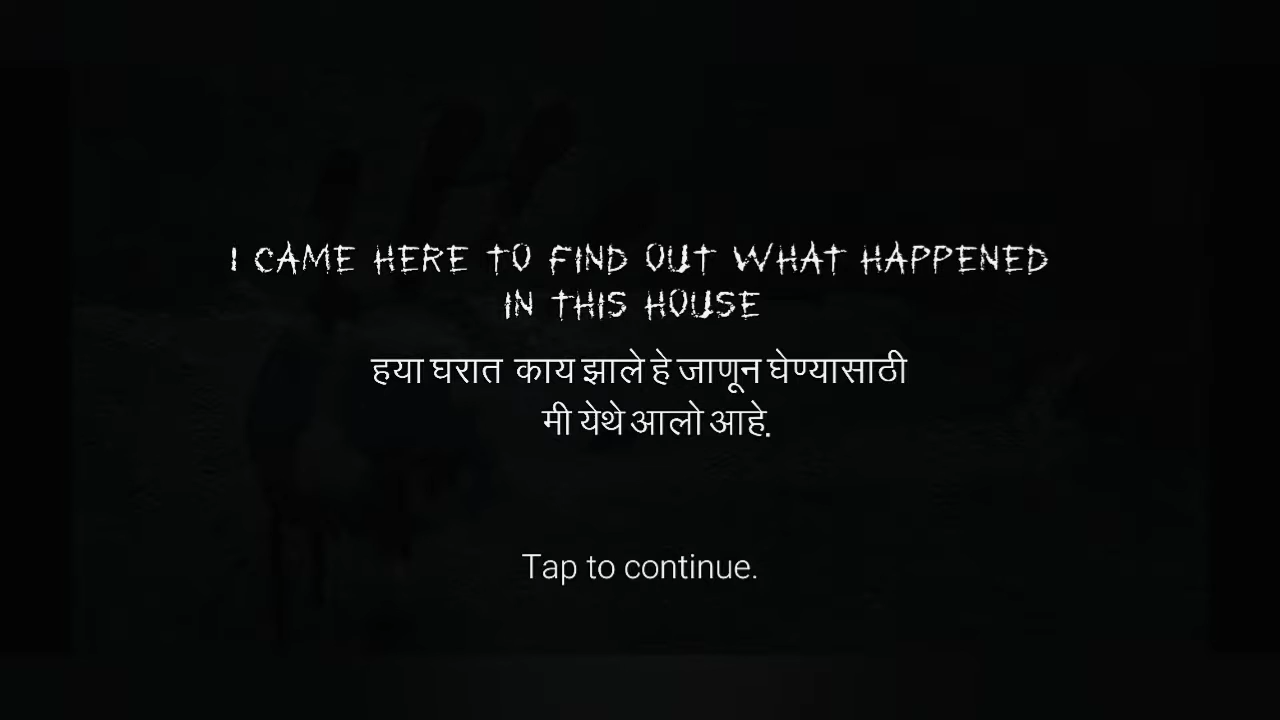 I CAME HERE TO FIND OUT WHAT HAPPENED
IN THIS HOUSE
हया घरात काय झाले हे जाणून घेण्यासाठी
मी येथे आलो आहे.
Tap to continue.